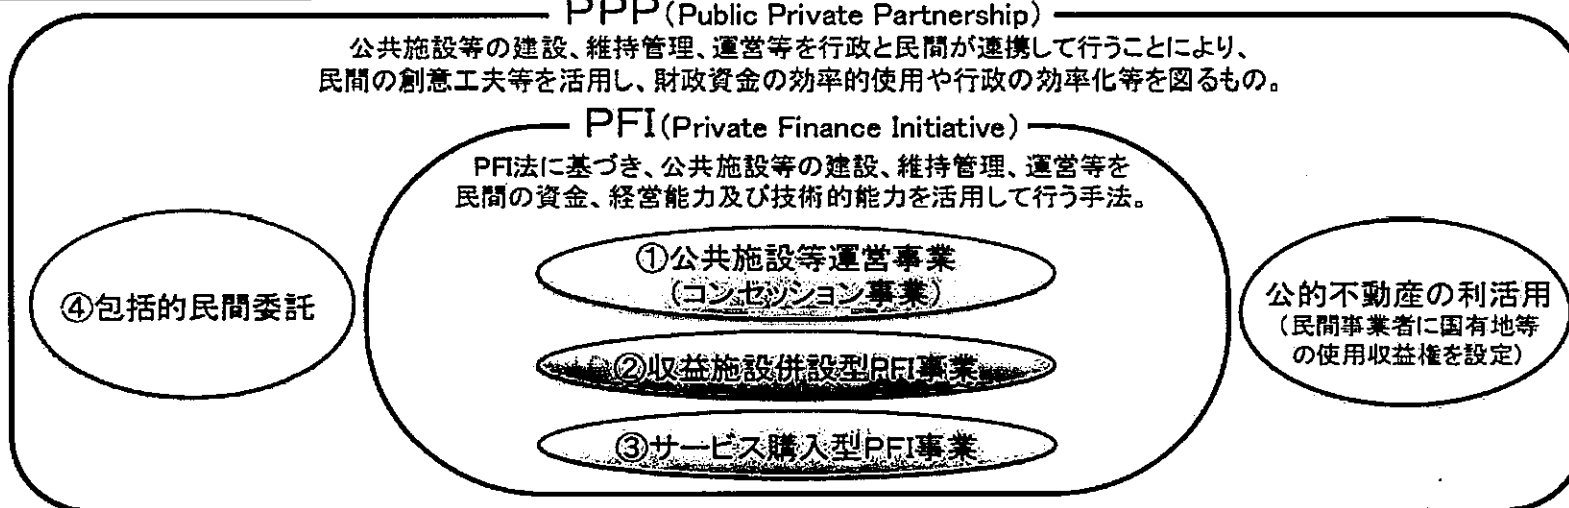 PPP(Public Private Partnership)
公共施設等の建設、維持管理、運営等を行政と民間が連携して行うことにより、
民間の創意工夫等を活用し、財政資金の効率的使用や行政の効率化等を図るもの。
PFI(Private Finance Initiative)
PFI法に基づき、公共施設等の建設、維持管理、運営等を
民間の資金、経営能力及び技術的能力を活用して行う手法。
①公共施設等運営事業
(コンセッション事業)
②収益施設併設型PFI事業
③サービス購入型PFI事業
④包括的民間委託
公的不動産の利活用
(民間事業者に国有地等
の使用収益権を設定)